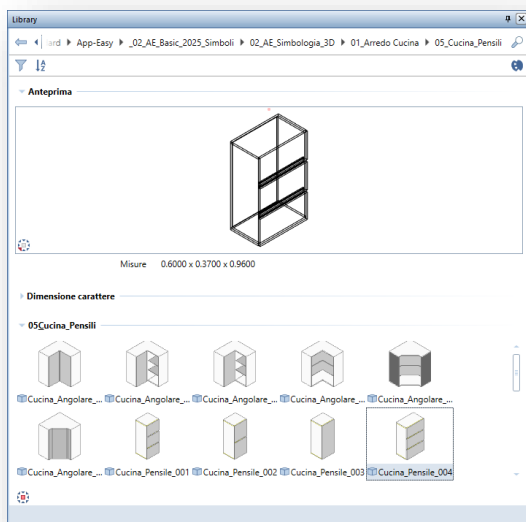 Library
ard App-Easy _02_AE_Basic_2025_Simboli 02_AE_Simbologia_3D 01_Arredo Cucina 05_Cucina_Pensili
Anteprima
Misure 0.6000 x 0.3700 x 0.9600
Dimensione carattere
05Cucina_Pensili
Cucina_Angolare_... Cucina_Angolare_... Cucina_Angolare_... Cucina_Angolare_... Cucina_Angolare_...
Cucina_Angolare_... Cucina_Pensile_001 Cucina_Pensile_002 Cucina_Pensile_003 Cucina_Pensile_004